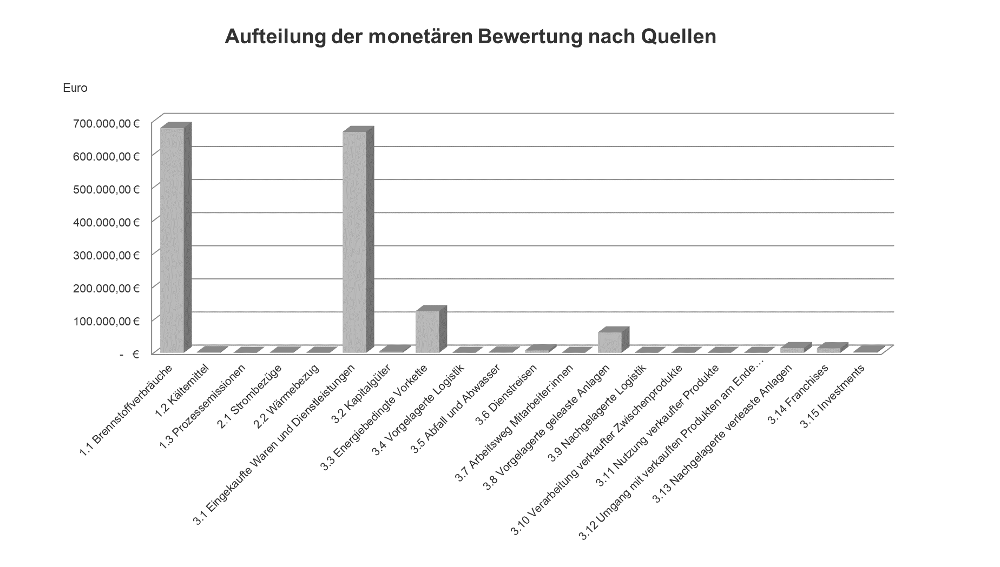 Aufteilung der monetären Bewertung nach Quellen
Euro
700.000,00 €
600.000,00 €
500.000,00 €
400.000,00 €
300.000,00 €
200.000,00 €
100.000,00 €
- €
1.1 Brennstoffverbräuche
1.2 Kältemittel
1.3 Prozessemissionen
2.1 Strombezüge
2.2 Wärmebezug
3.1 Eingekaufte Waren und Dienstleistungen
3.2 Kapitalgüter
3.3 Energiebedingte Vorkette
3.4 Vorgelagerte Logistik
3.5 Abfall und Abwasser
3.6 Dienstreisen
3.7 Arbeitsweg Mitarbeiter:innen
3.8 Vorgelagerte geleaste Anlagen
3.9 Nachgelagerte Logistik
3.10 Verarbeitung verkaufter Zwischenprodukte
3.11 Nutzung verkaufter Produkte
3.12 Umgang mit verkauften Produkten am Ende...
3.13 Nachgelagerte verleaste Anlagen
3.14 Franchises
3.15 Investments